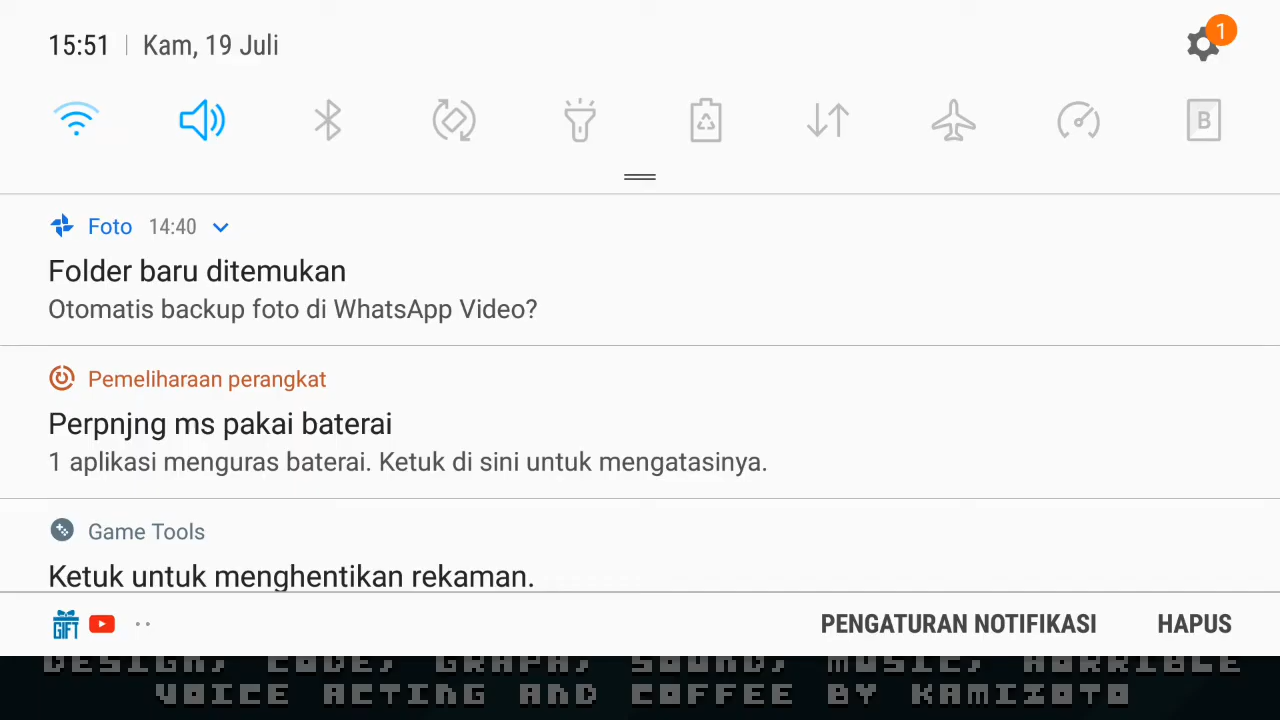 15:51 | Kam, 19 Juli
1
B
Foto 14:40
Folder baru ditemukan
Otomatis backup foto di WhatsApp Video?
Pemeliharaan perangkat
Perpnjng ms pakai baterai
1 aplikasi menguras baterai. Ketuk di sini untuk mengatasinya.
Game Tools
Ketuk untuk menghentikan rekaman.
GIFT
PENGATURAN NOTIFIKASI HAPUS
DESIGN, CODE, GRAPH, SOUND, MUSIC, HORRIBLE
VOICE ACTING AND COFFEE BY KAMIZOTO